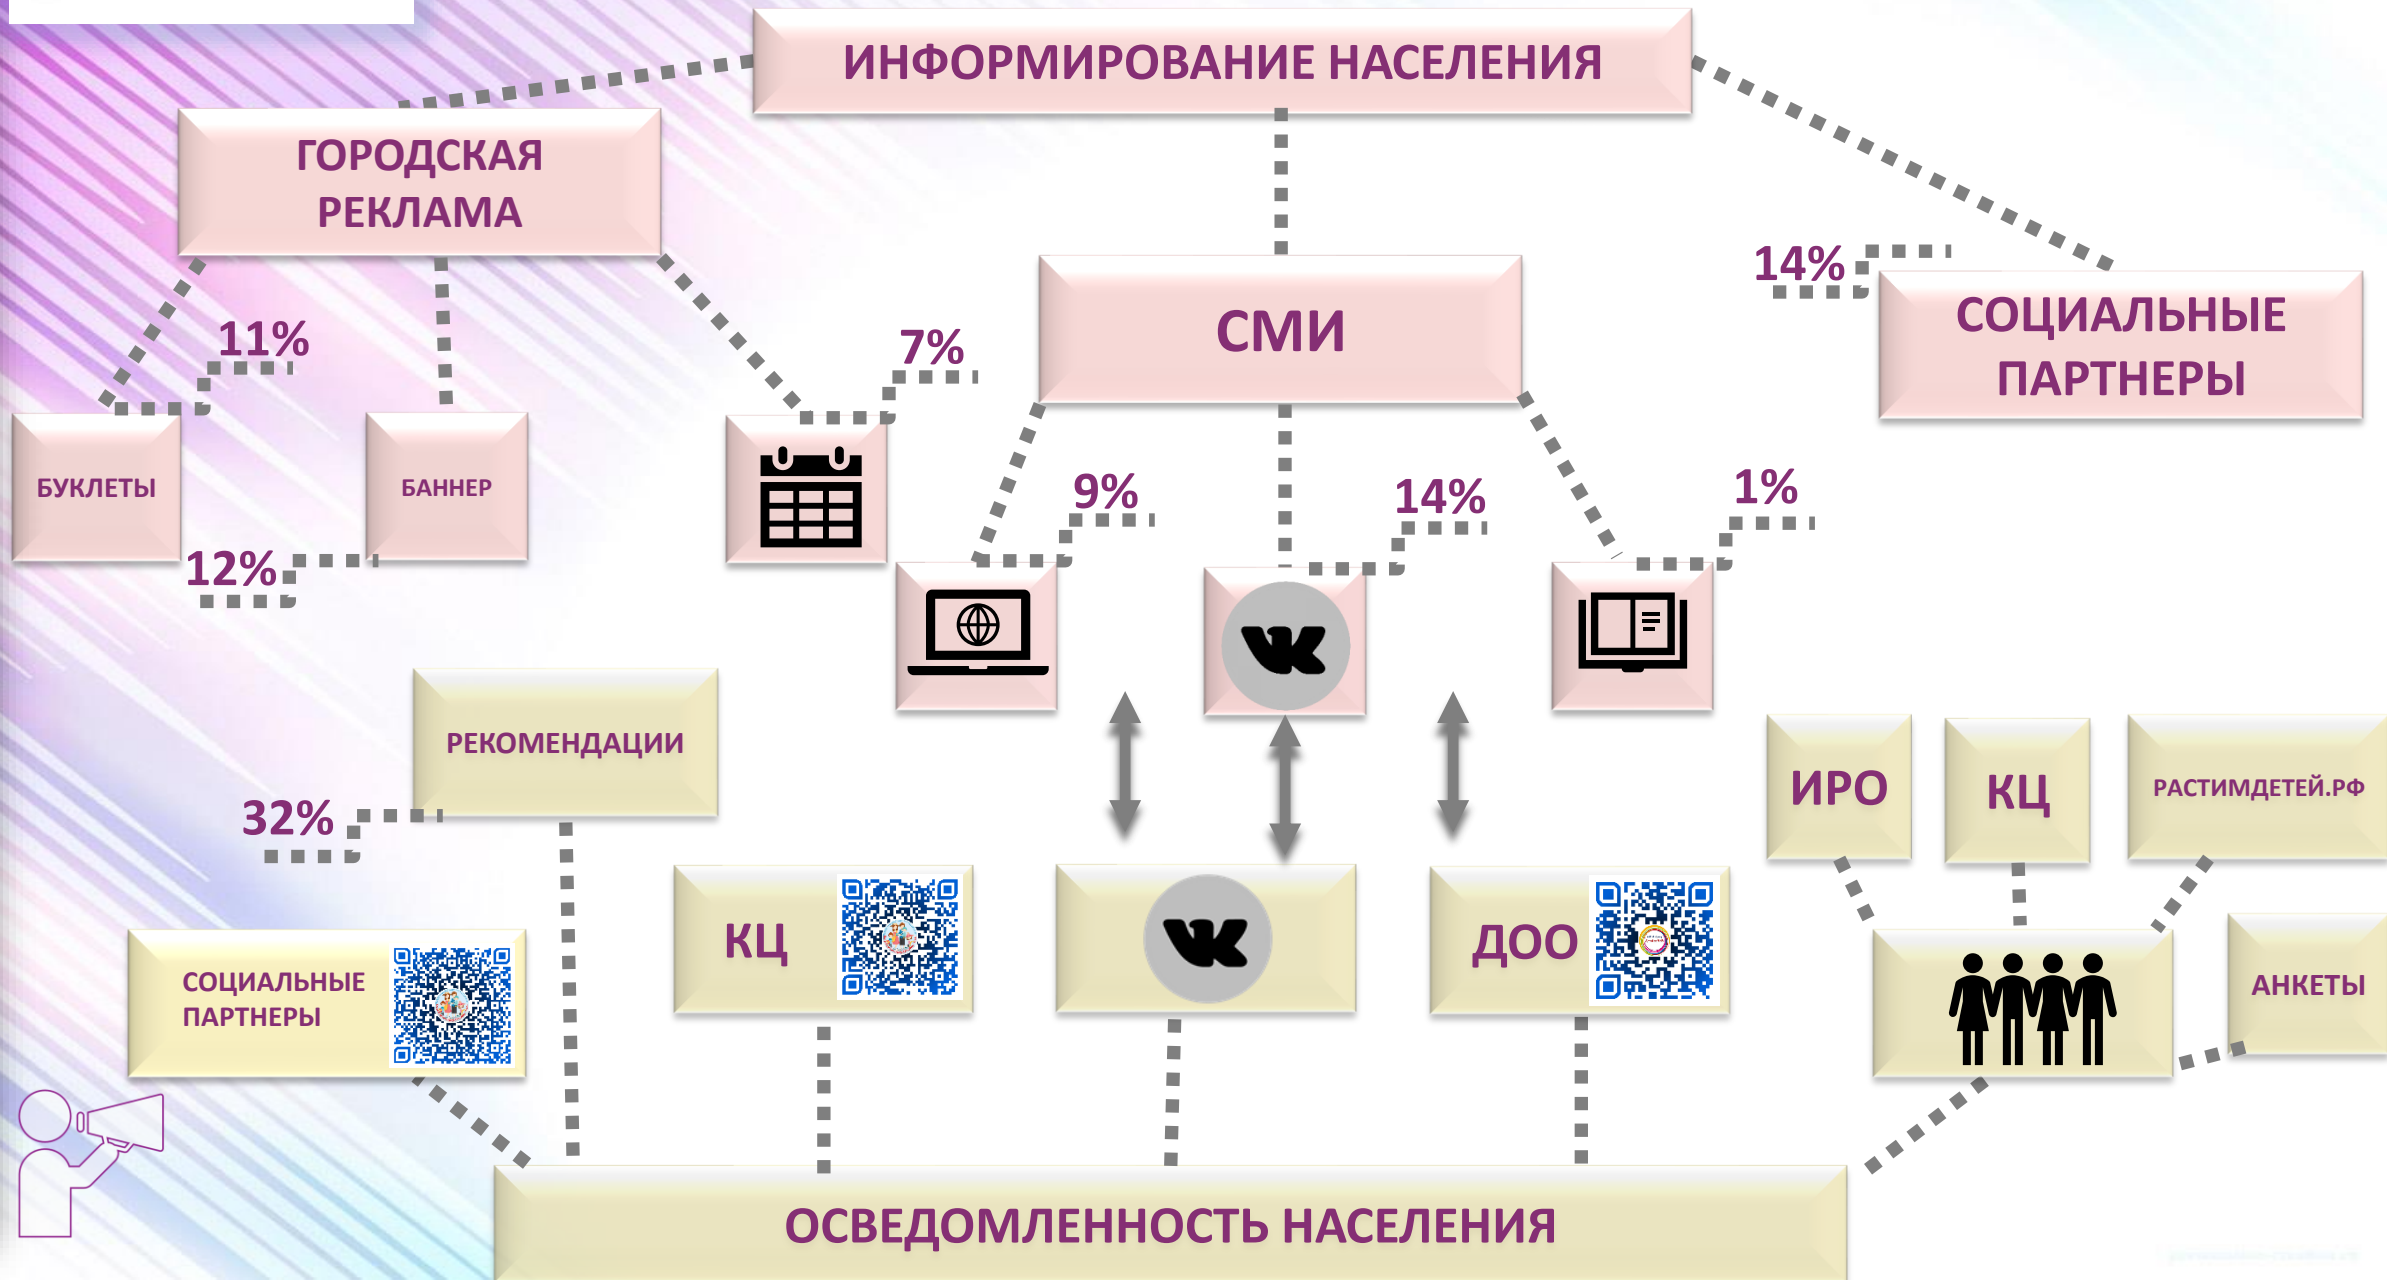 ИНФОРМИРОВАНИЕ НАСЕЛЕНИЯ
ГОРОДСКАЯ
РЕКЛАМА
СМИ
14%
СОЦИАЛЬНЫЕ
ПАРТНЕРЫ
11%
7%
БУКЛЕТЫ
БАННЕР
12%
9%
14%
1%
РЕКОМЕНДАЦИИ
32%
ИРО
КЦ
РАСТИМДЕТЕЙ.РФ
СОЦИАЛЬНЫЕ
ПАРТНЕРЫ
КЦ
ДОО
АНКЕТЫ
ОСВЕДОМЛЕННОСТЬ НАСЕЛЕНИЯ